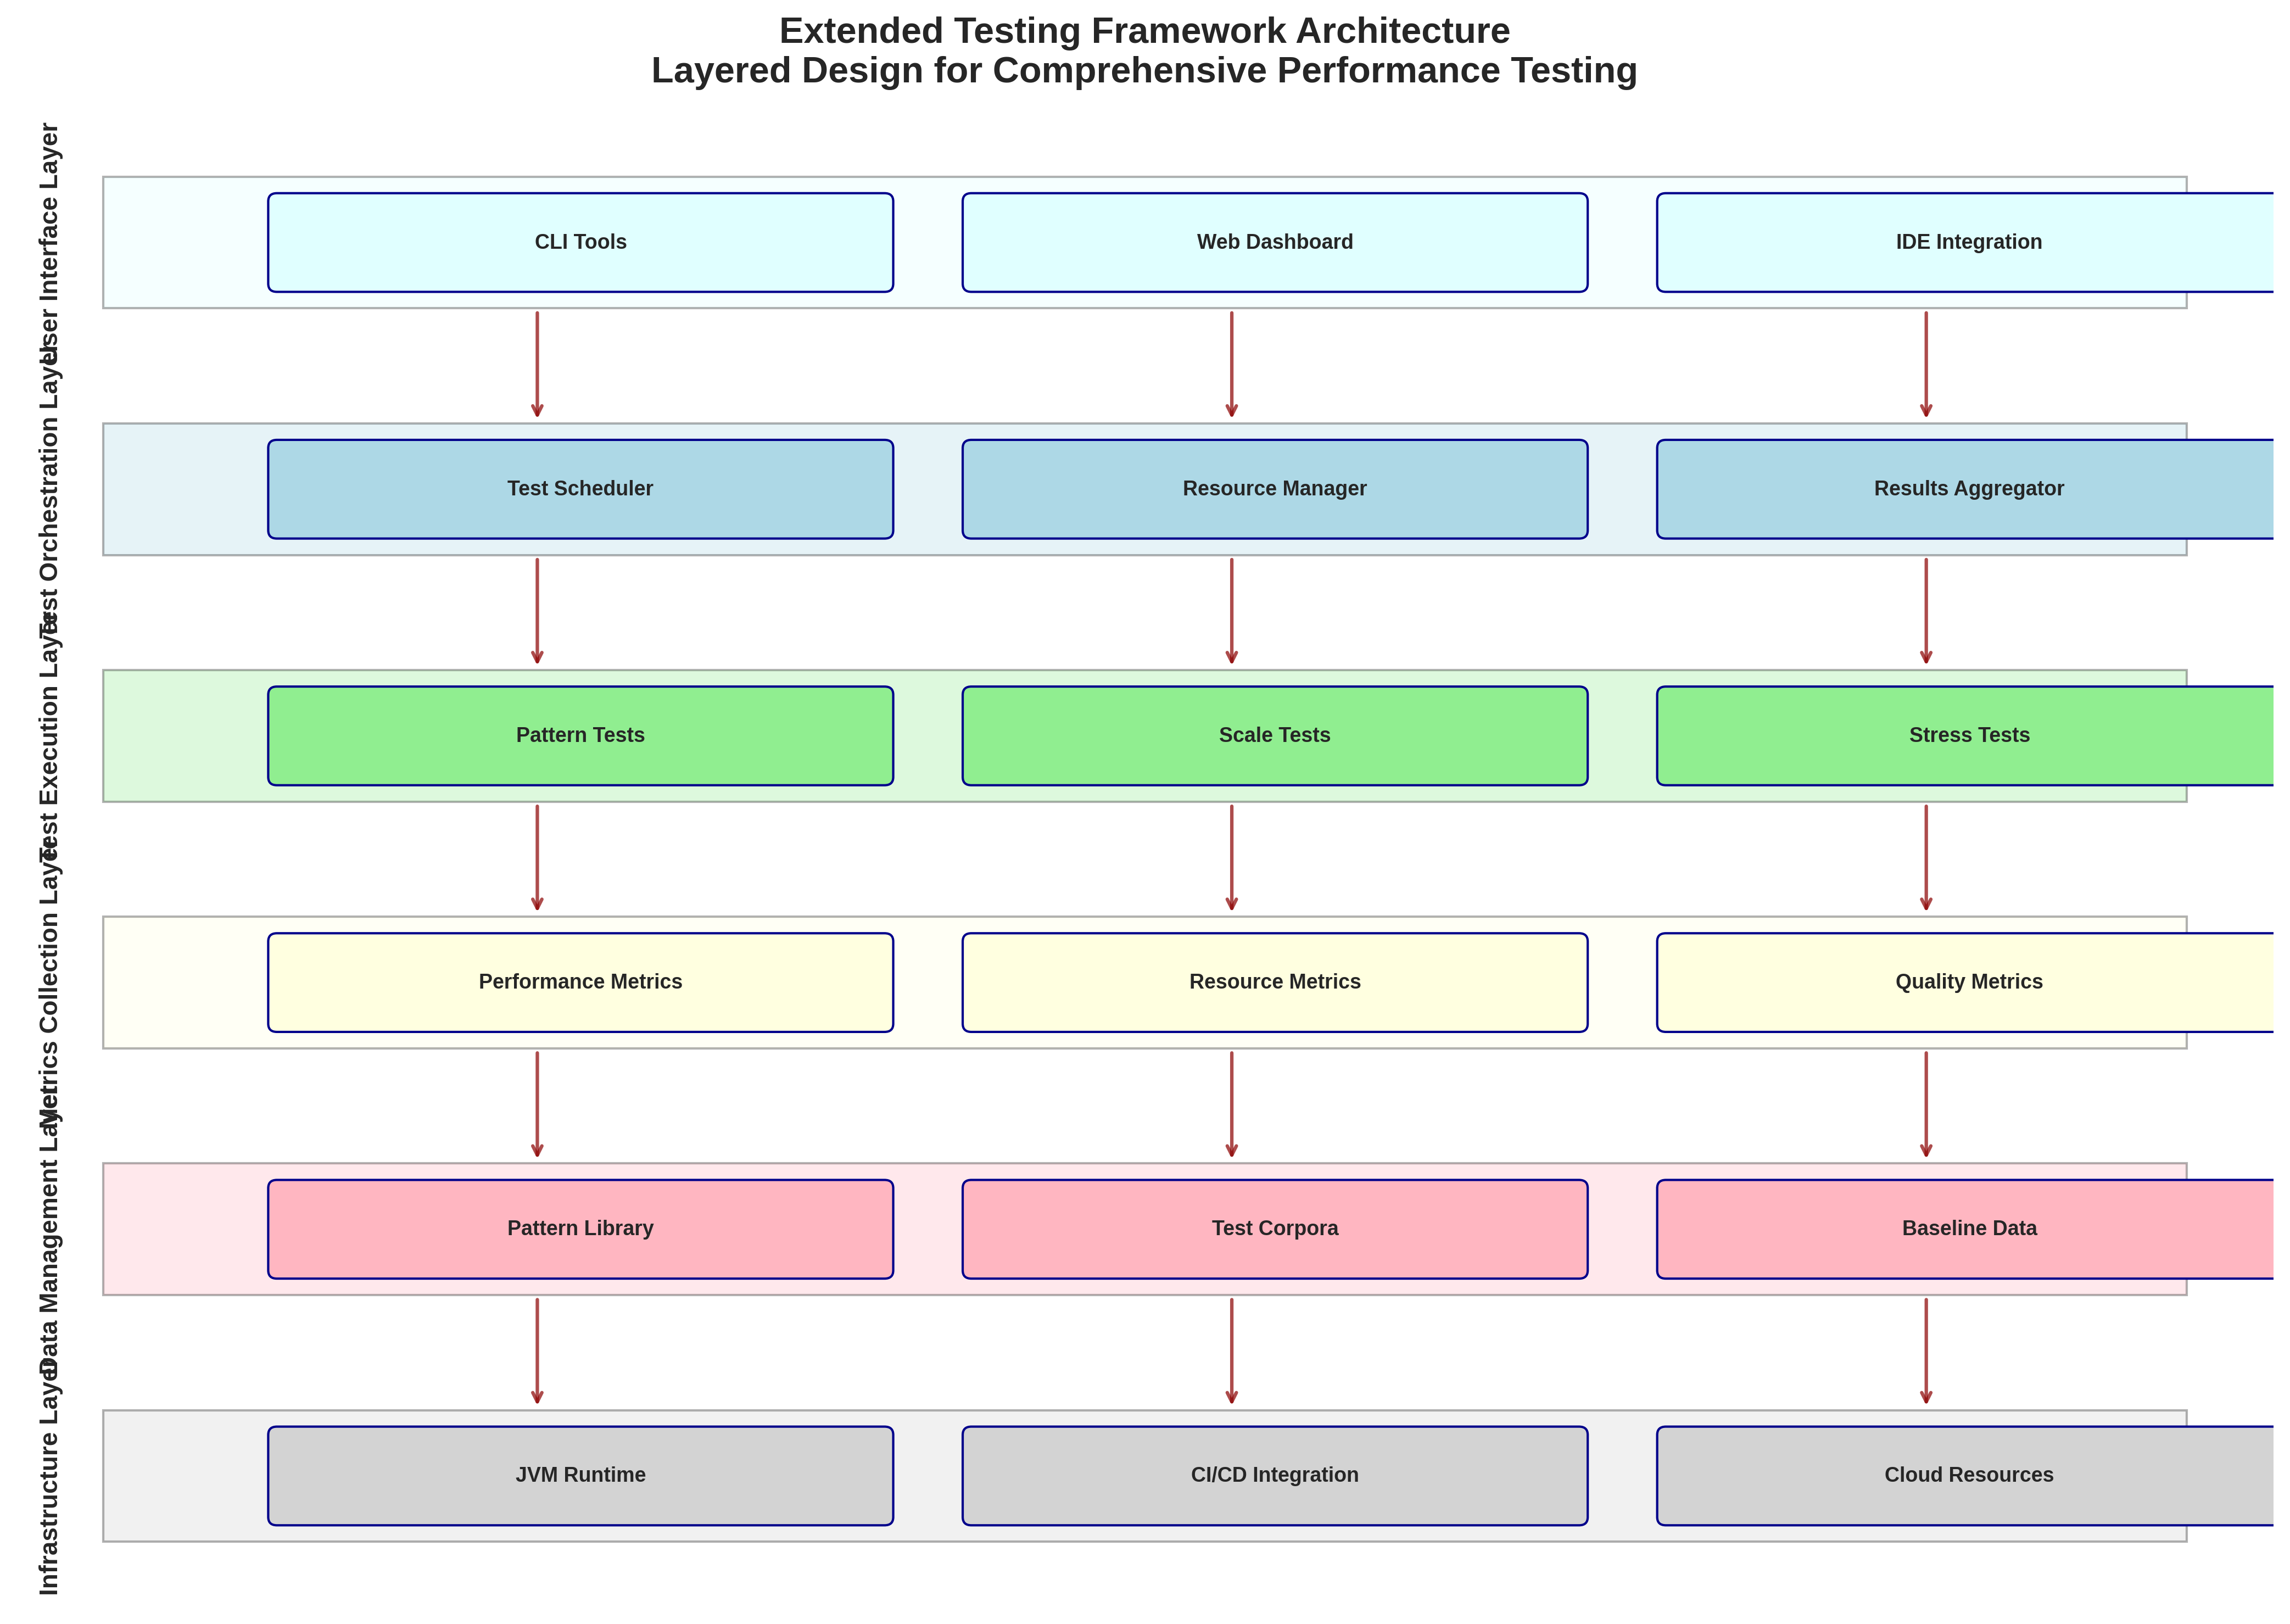 Extended Testing Framework Architecture
Layered Design for Comprehensive Performance Testing
User Interface Layer
CLI Tools
Web Dashboard
IDE Integration
Test Orchestration Layer
Test Scheduler
Resource Manager
Results Aggregator
Test Execution Layer
Pattern Tests
Scale Tests
Stress Tests
Metrics Collection Layer
Performance Metrics
Resource Metrics
Quality Metrics
Data Management Layer
Pattern Library
Test Corpora
Baseline Data
Infrastructure Layer
JVM Runtime
CI/CD Integration
Cloud Resources